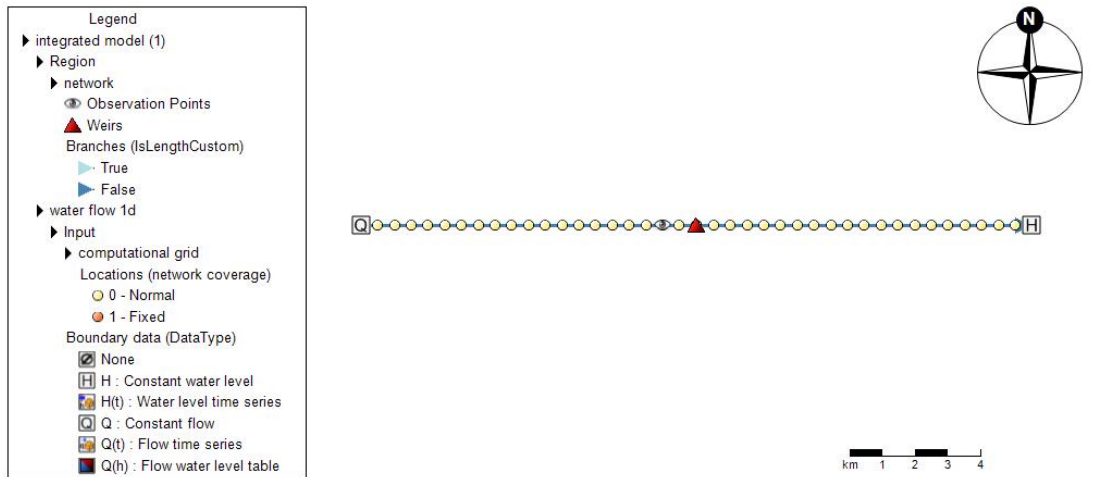 Legend
integrated model (1)
Region
network
Observation Points
Weirs
Branches (IsLengthCustom)
True
False
water flow 1d
Input
computational grid
Locations (network coverage)
0 - Normal
1 - Fixed
Boundary data (DataType)
None
H H : Constant water level
H(t) : Water level time series
Q Q : Constant flow
Q(t) : Flow time series
Q(h) : Flow water level table
N
Q H
km 1 2 3 4